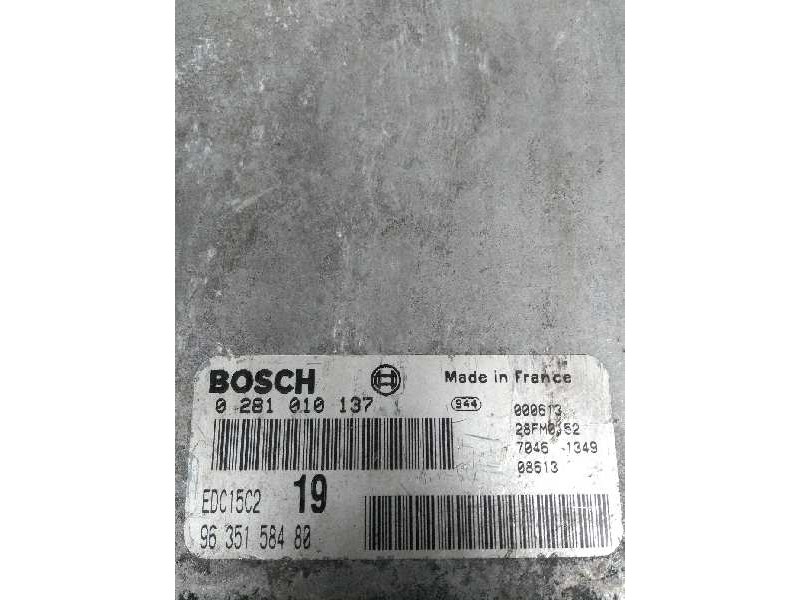 BOSCH
Made in France
0 281 010 137
944
000613
28FM0352
7046 -1349
08613
EDC15C2 19
96 351 584 80